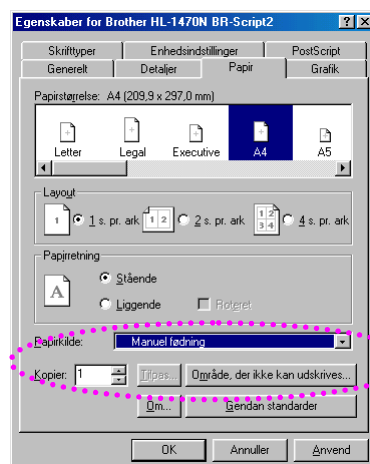 Egenskaber for Brother HL-1470N BR-Script2
Skrifttyper Enhedsindstillinger PostScript
Generelt Detaljer Papir Grafik
Papirstørrelse: A4 (209,9 x 297,0 mm)
Letter Legal Executive A4 A5
Layout
1 1 s. pr. ark 1 2 2 s. pr. ark 1 2 3 4 4 s. pr. ark
Papirretning
A Stående
Liggende Roteret
Papirkilde: Manuel fødning
Kopier: 1 Tilpas... Område, der ikke kan udskrives...
Om... Gendan standarder
OK Annuller Anvend